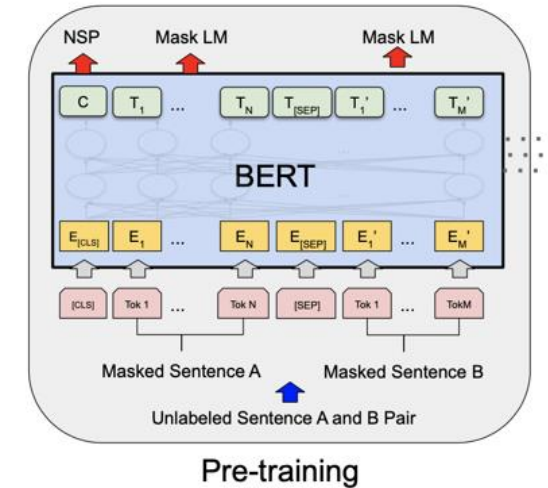 NSP Mask LM Mask LM
C T1 ... TN T[SEP] T1' ... TM'
BERT
E[CLS] E1 ... EN E[SEP] E1' ... EM'
[CLS] Tok 1 ... Tok N [SEP] Tok 1 ... TokM
Masked Sentence A Masked Sentence B
Unlabeled Sentence A and B Pair
Pre-training